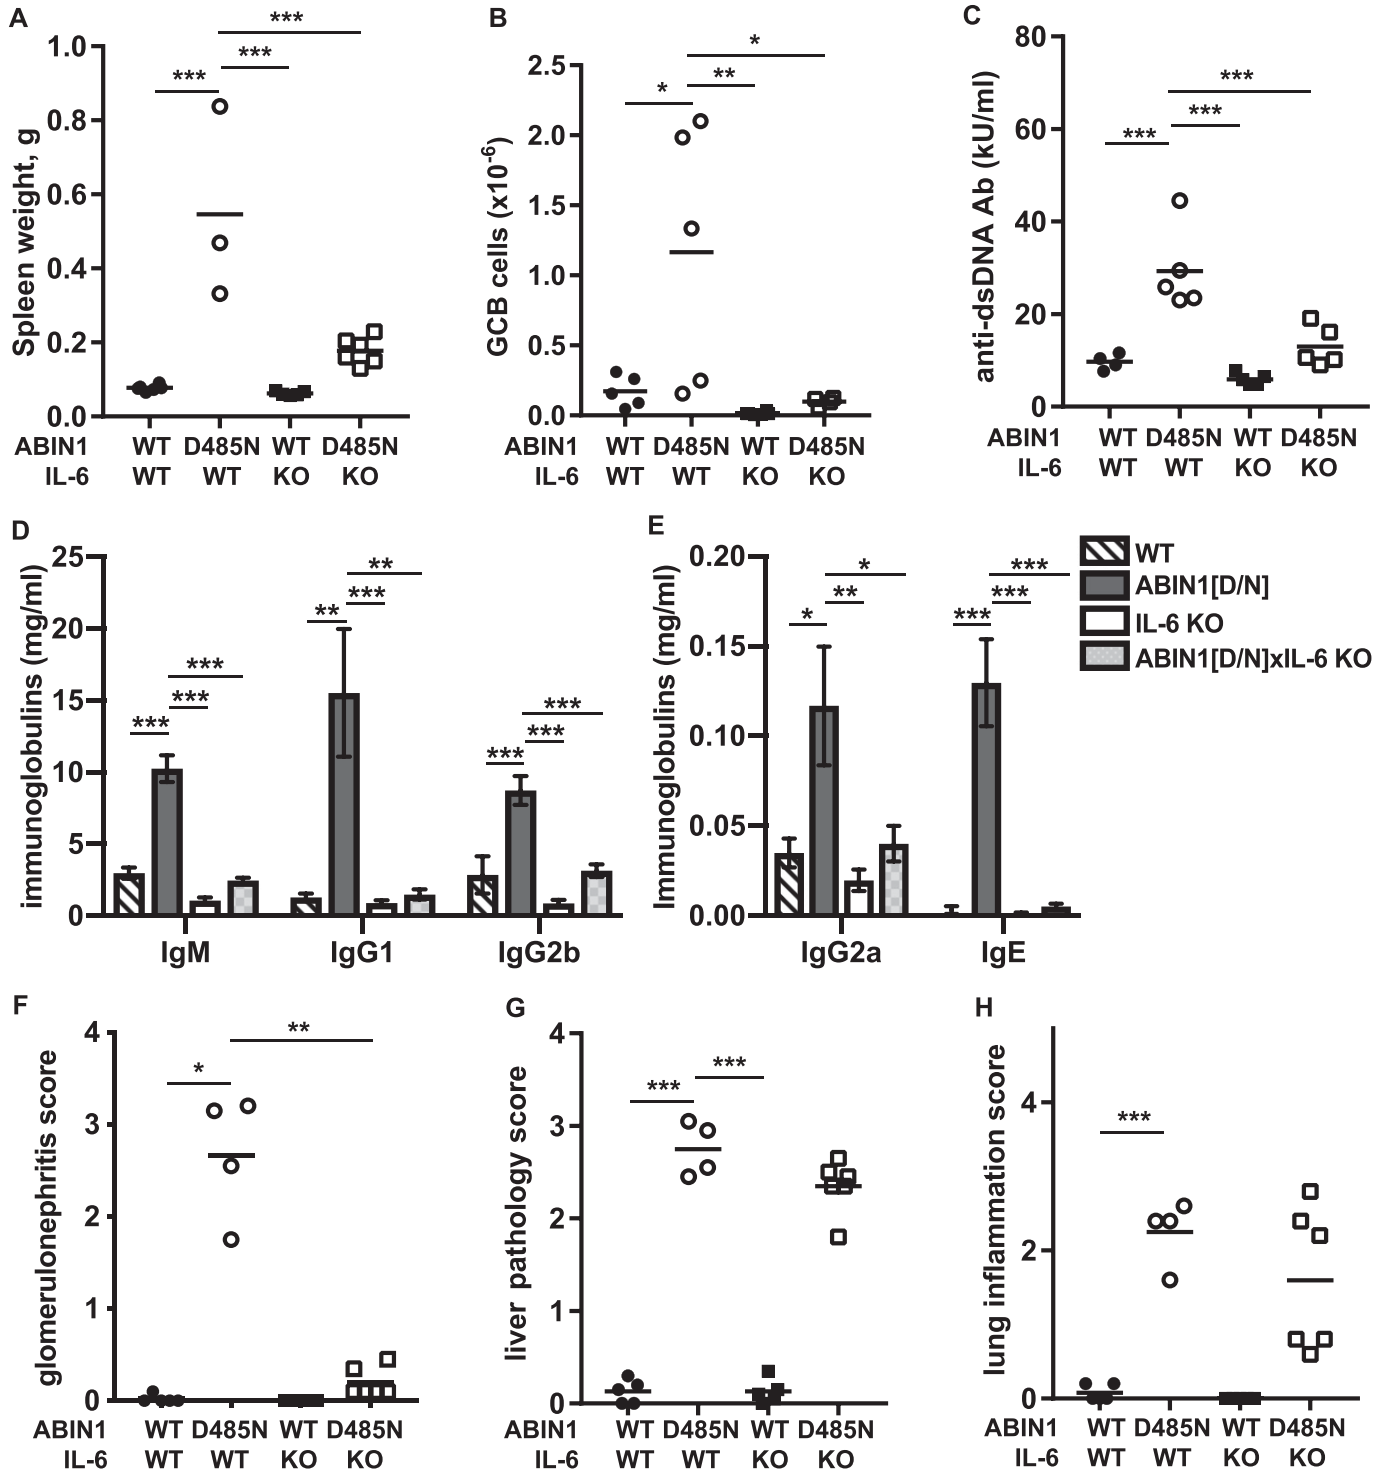 A
Spleen weight, g
1.0
0.8
0.6
0.4
0.2
0.0
***
***
***
ABIN1 WT D485N WT D485N
IL-6 WT WT KO KO
B
GCB cells (x10-6)
2.5
2.0
1.5
1.0
0.5
0.0
*
**
*
ABIN1 WT D485N WT D485N
IL-6 WT WT KO KO
C
anti-dsDNA Ab (kU/ml)
80
60
40
20
0
***
***
***
ABIN1 WT D485N WT D485N
IL-6 WT WT KO KO
D
immunoglobulins (mg/ml)
25
20
15
10
5
0
***
***
***
**
***
**
***
***
***
IgM IgG1 IgG2b
E
Immunoglobulins (mg/ml)
0.20
0.15
0.10
0.05
0.00
*
**
*
***
***
***
IgG2a IgE
WT
ABIN1[D/N]
IL-6 KO
ABIN1[D/N]xIL-6 KO
F
glomerulonephritis score
4
3
2
1
0
**
*
ABIN1 WT D485N WT D485N
IL-6 WT WT KO KO
G
liver pathology score
4
3
2
1
0
***
***
ABIN1 WT D485N WT D485N
IL-6 WT WT KO KO
H
lung inflammation score
4
2
0
***
ABIN1 WT D485N WT D485N
IL-6 WT WT KO KO